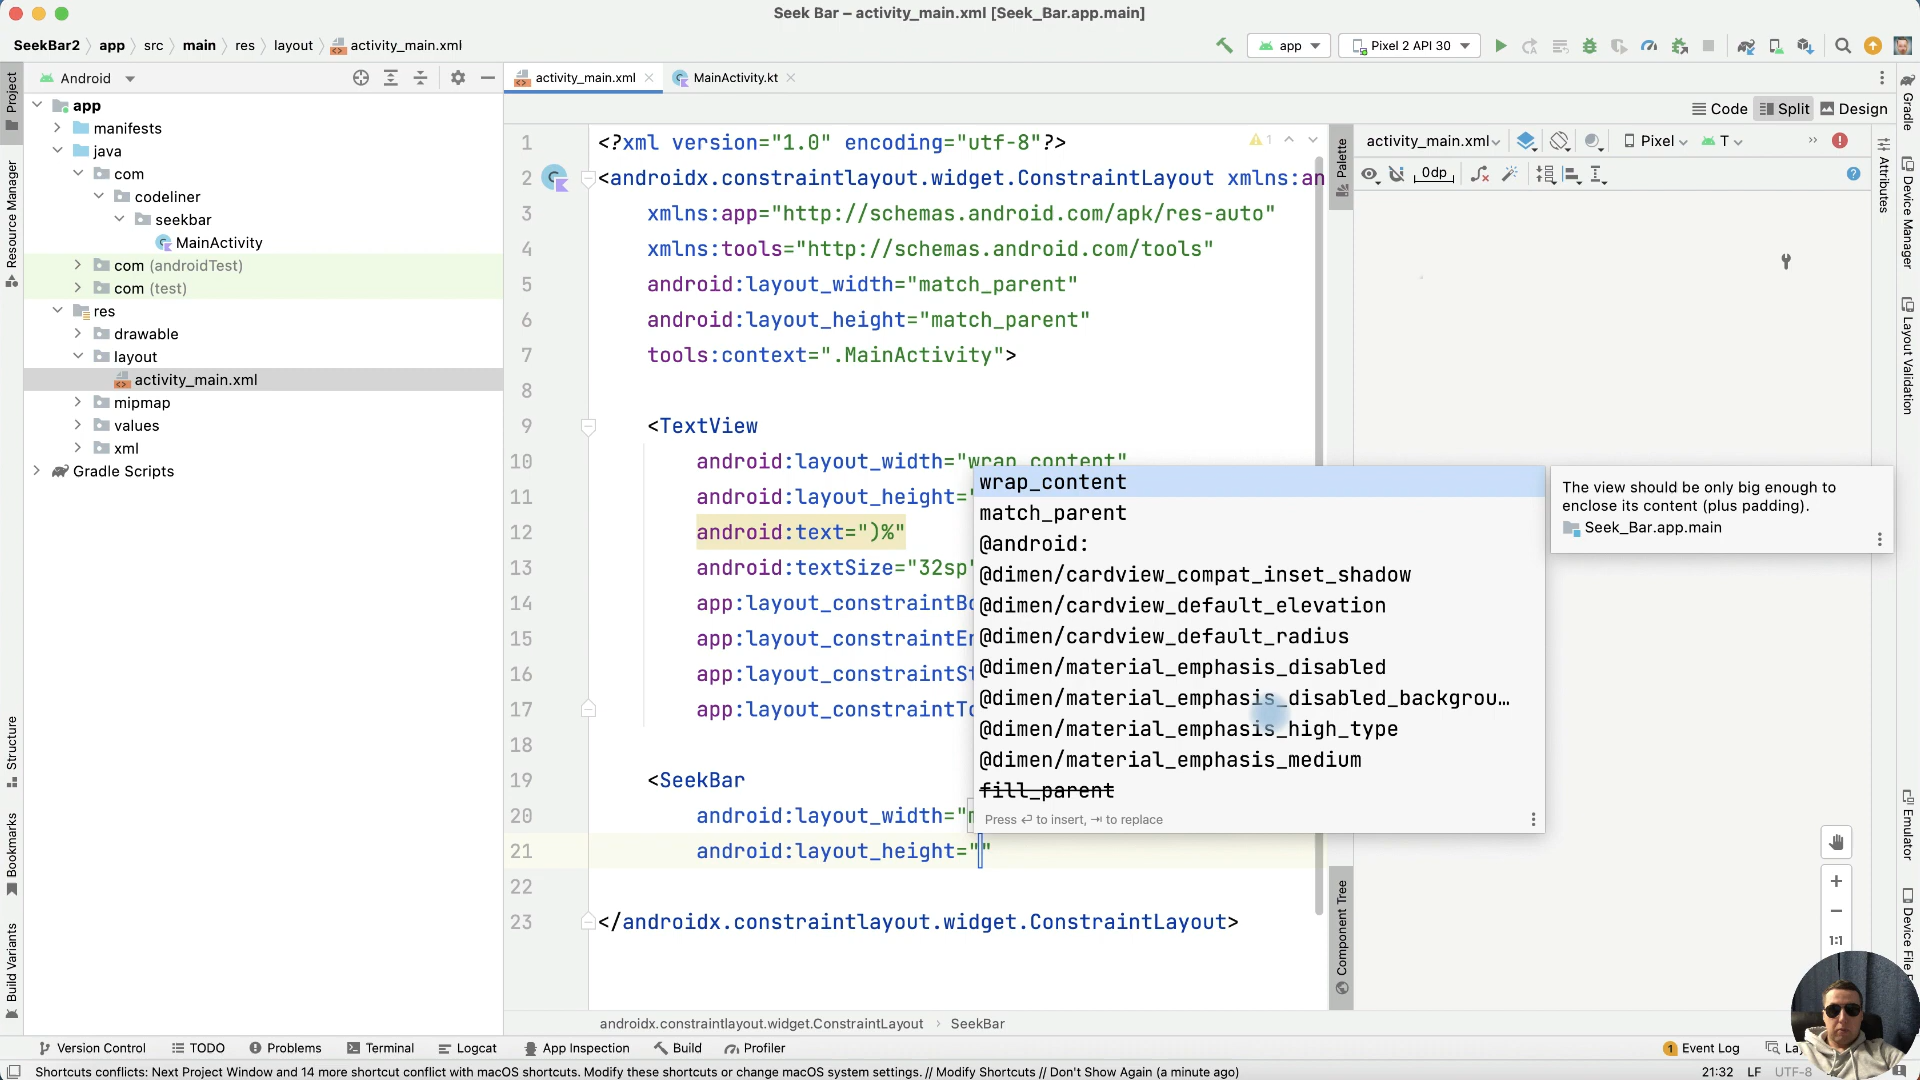 Seek Bar – activity_main.xml [Seek_Bar.app.main]
SeekBar2 app src main res layout activity_main.xml
app Pixel 2 API 30
Project
Android
activity_main.xml MainActivity.kt
Gradle
Code Split Design
app
manifests
java
com
codeliner
seekbar
MainActivity
com (androidTest)
com (test)
res
drawable
layout
activity_main.xml
mipmap
values
xml
Gradle Scripts
Resource Manager
Structure
Bookmarks
Build Variants
1 <?xml version="1.0" encoding="utf-8"?>
1
2 <androidx.constraintlayout.widget.ConstraintLayout xmlns:an
3 xmlns:app="http://schemas.android.com/apk/res-auto"
4 xmlns:tools="http://schemas.android.com/tools"
5 android:layout_width="match_parent"
6 android:layout_height="match_parent"
7 tools:context=".MainActivity">
8
9 <TextView
10 android:layout_width="wrap_content"
11 android:layout_height="
12 android:text=")%"
13 android:textSize="32sp"
14 app:layout_constraintBo
15 app:layout_constraintEn
16 app:layout_constraintSt
17 app:layout_constraintTo
18
19 <SeekBar
20 android:layout_width="m
21 android:layout_height=""
22
23 </androidx.constraintlayout.widget.ConstraintLayout>
wrap_content
match_parent
@android:
@dimen/cardview_compat_inset_shadow
@dimen/cardview_default_elevation
@dimen/cardview_default_radius
@dimen/material_emphasis_disabled
@dimen/material_emphasis_disabled_backgrou…
@dimen/material_emphasis_high_type
@dimen/material_emphasis_medium
fill_parent
Press ↩ to insert, ⇥ to replace
The view should be only big enough to
enclose its content (plus padding).
Seek_Bar.app.main
Palette
Component Tree
activity_main.xml Pixel T
0dp
Attributes
Device Manager
Layout Validation
Emulator
Device File
+
−
1:1
androidx.constraintlayout.widget.ConstraintLayout SeekBar
Version Control TODO Problems Terminal Logcat App Inspection Build Profiler
1 Event Log
Shortcuts conflicts: Next Project Window and 14 more shortcut conflict with macOS shortcuts. Modify these shortcuts or change macOS system settings. // Modify Shortcuts // Don't Show Again (a minute ago)
21:32 LF UTF-8